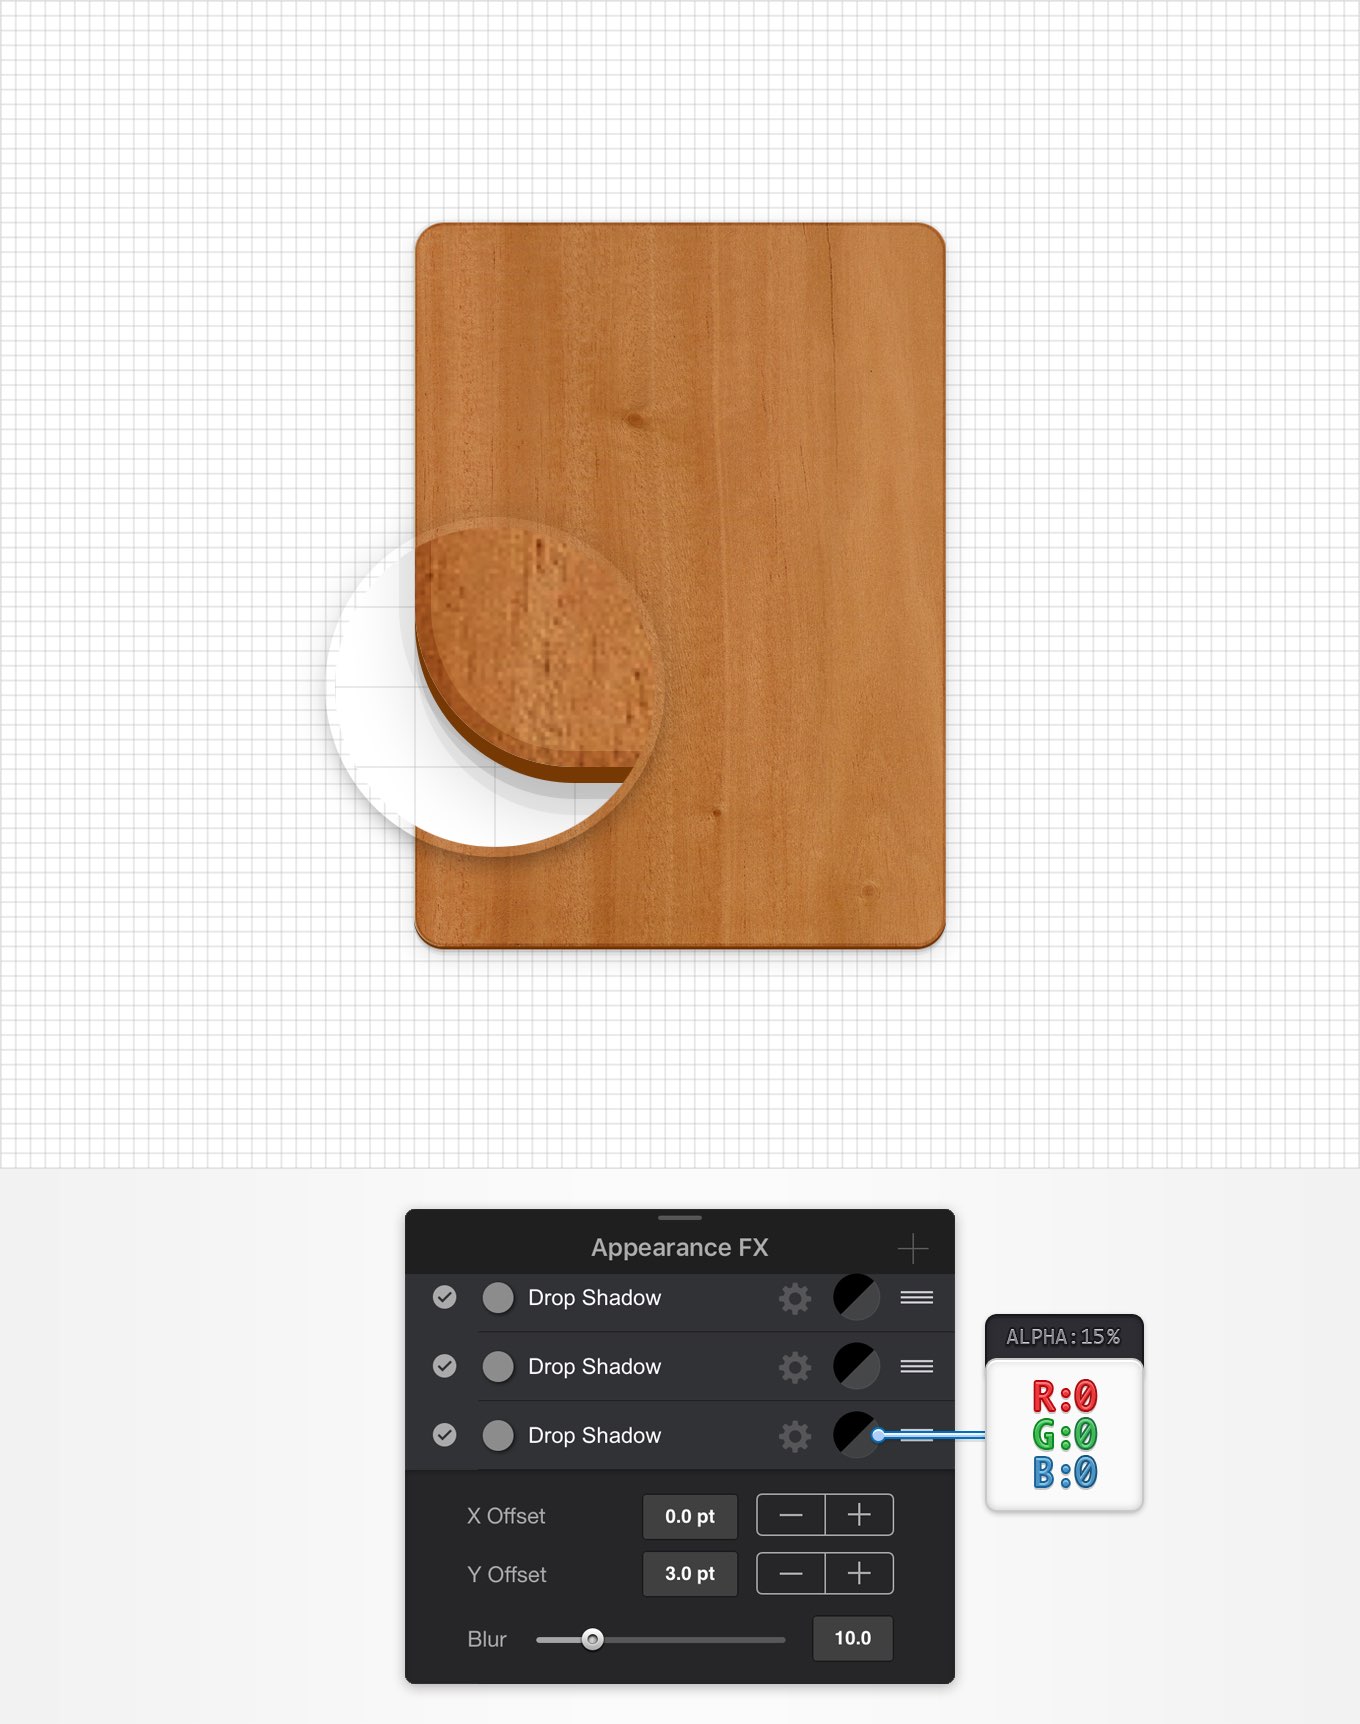 Appearance FX
Drop Shadow
Drop Shadow
Drop Shadow
ALPHA:15%
R:0
G:0
B:0
X Offset 0.0 pt
Y Offset 3.0 pt
Blur 10.0